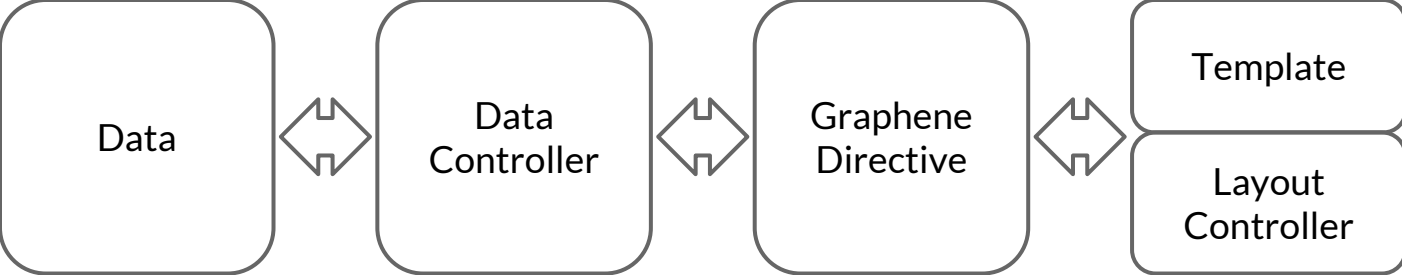 Data
Data
Controller
Graphene
Directive
Template
Layout
Controller